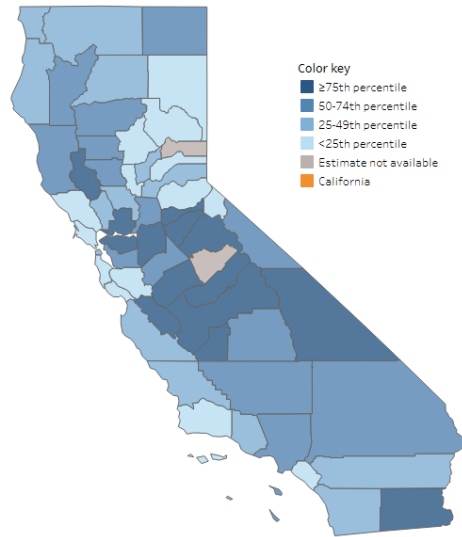 Color key
≥75th percentile
50-74th percentile
25-49th percentile
<25th percentile
Estimate not available
California